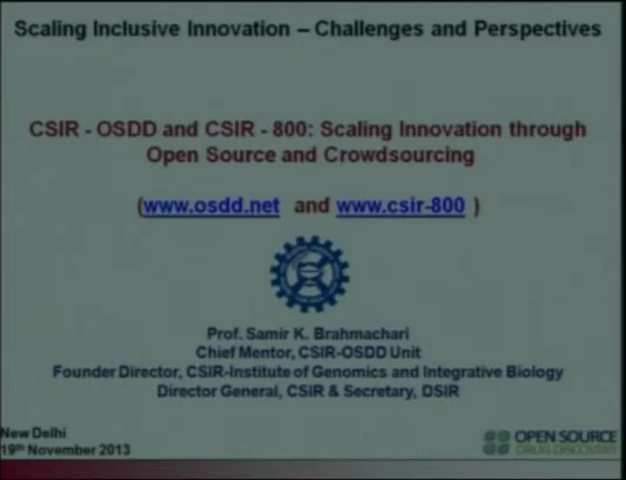 Scaling Inclusive Innovation – Challenges and Perspectives
CSIR - OSDD and CSIR - 800: Scaling Innovation through
Open Source and Crowdsourcing
(www.osdd.net and www.csir-800 )
Prof. Samir K. Brahmachari
Chief Mentor, CSIR-OSDD Unit
Founder Director, CSIR-Institute of Genomics and Integrative Biology
Director General, CSIR & Secretary, DSIR
New Delhi
19th November 2013
OPEN SOURCE
DRUG DISCOVERY